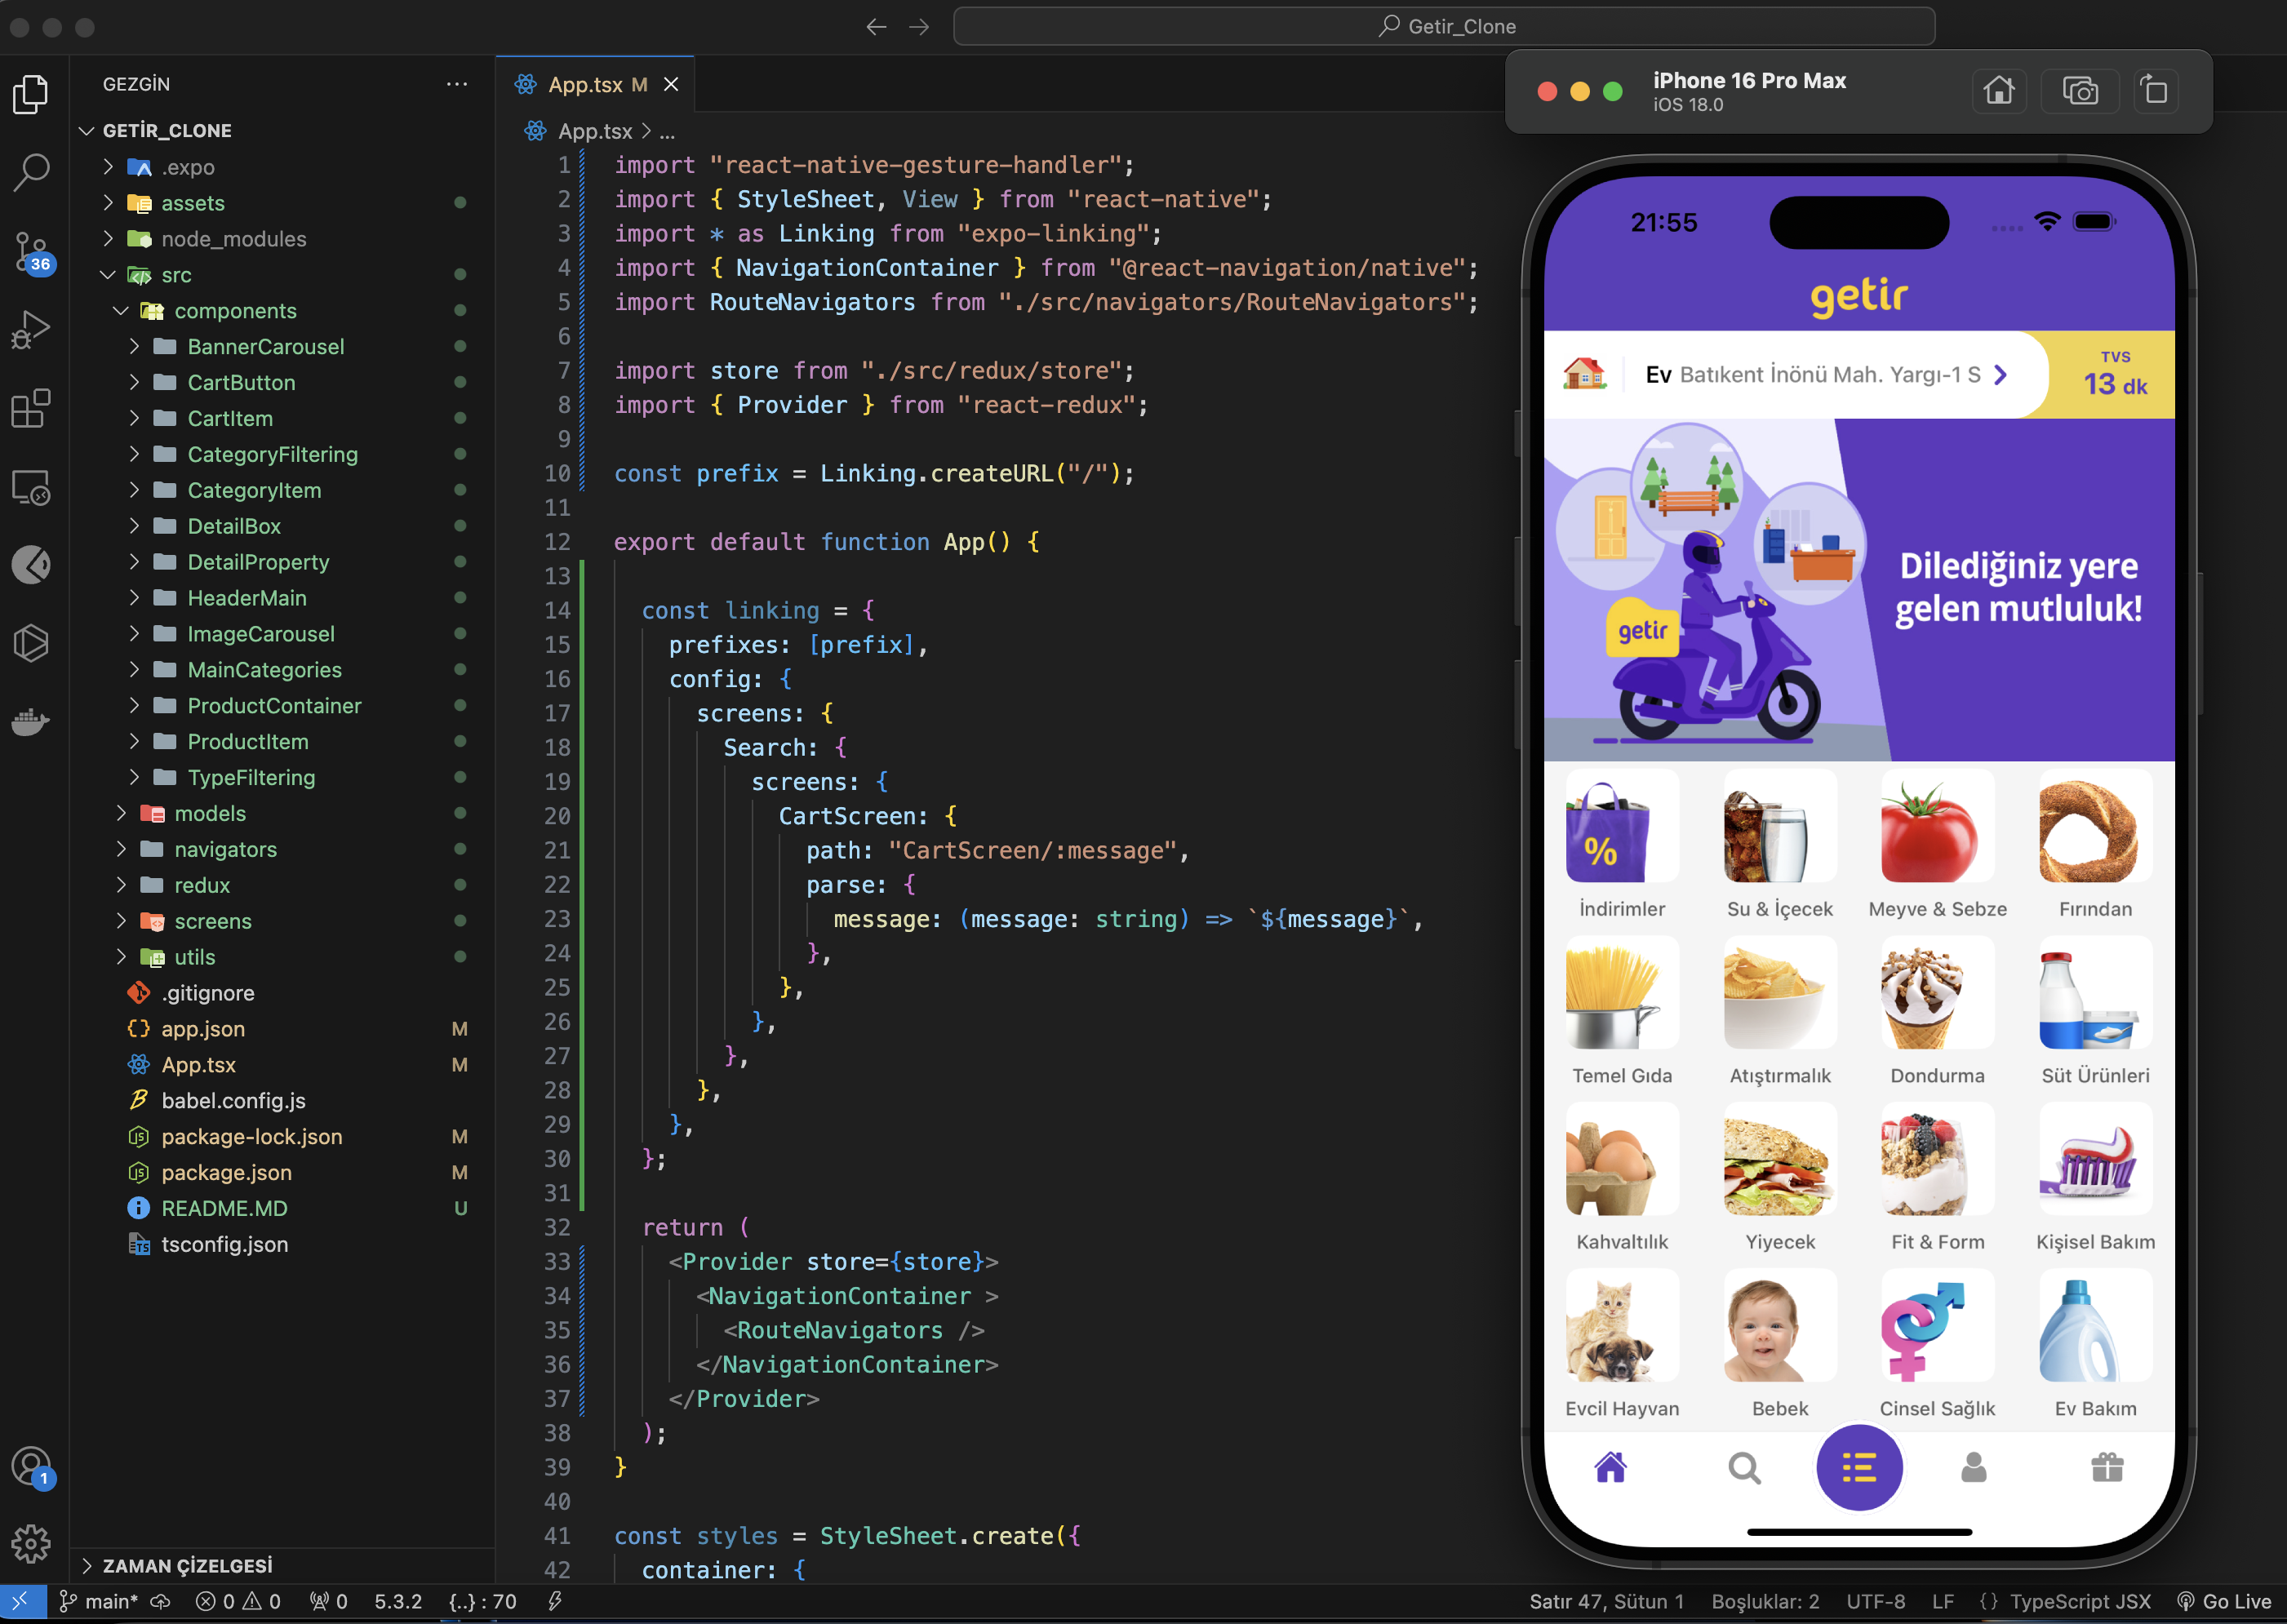 Getir_Clone
GEZGİN
GETİR_CLONE
.expo
assets
node_modules
src
components
BannerCarousel
CartButton
CartItem
CategoryFiltering
CategoryItem
DetailBox
DetailProperty
HeaderMain
ImageCarousel
MainCategories
ProductContainer
ProductItem
TypeFiltering
models
navigators
redux
screens
utils
.gitignore
app.json M
App.tsx M
babel.config.js
package-lock.json M
package.json M
README.MD U
tsconfig.json
ZAMAN ÇİZELGESİ
36
1
App.tsx M
App.tsx > ...
1 import "react-native-gesture-handler";
2 import { StyleSheet, View } from "react-native";
3 import * as Linking from "expo-linking";
4 import { NavigationContainer } from "@react-navigation/native";
5 import RouteNavigators from "./src/navigators/RouteNavigators";
6
7 import store from "./src/redux/store";
8 import { Provider } from "react-redux";
9
10 const prefix = Linking.createURL("/");
11
12 export default function App() {
13
14 const linking = {
15 prefixes: [prefix],
16 config: {
17 screens: {
18 Search: {
19 screens: {
20 CartScreen: {
21 path: "CartScreen/:message",
22 parse: {
23 message: (message: string) => `${message}`,
24 },
25 },
26 },
27 },
28 },
29 },
30 };
31
32 return (
33 <Provider store={store}>
34 <NavigationContainer >
35 <RouteNavigators />
36 </NavigationContainer>
37 </Provider>
38 );
39 }
40
41 const styles = StyleSheet.create({
42 container: {
iPhone 16 Pro Max
iOS 18.0
21:55
getir
Ev Batıkent İnönü Mah. Yargı-1 S
TVS
13 dk
getir
Dilediğiniz yere
gelen mutluluk!
%
İndirimler Su & İçecek Meyve & Sebze Fırından
Temel Gıda Atıştırmalık Dondurma Süt Ürünleri
Kahvaltılık Yiyecek Fit & Form Kişisel Bakım
Evcil Hayvan Bebek Cinsel Sağlık Ev Bakım
main* 0 0 0 5.3.2 {..} : 70
Satır 47, Sütun 1 Boşluklar: 2 UTF-8 LF {} TypeScript JSX Go Live